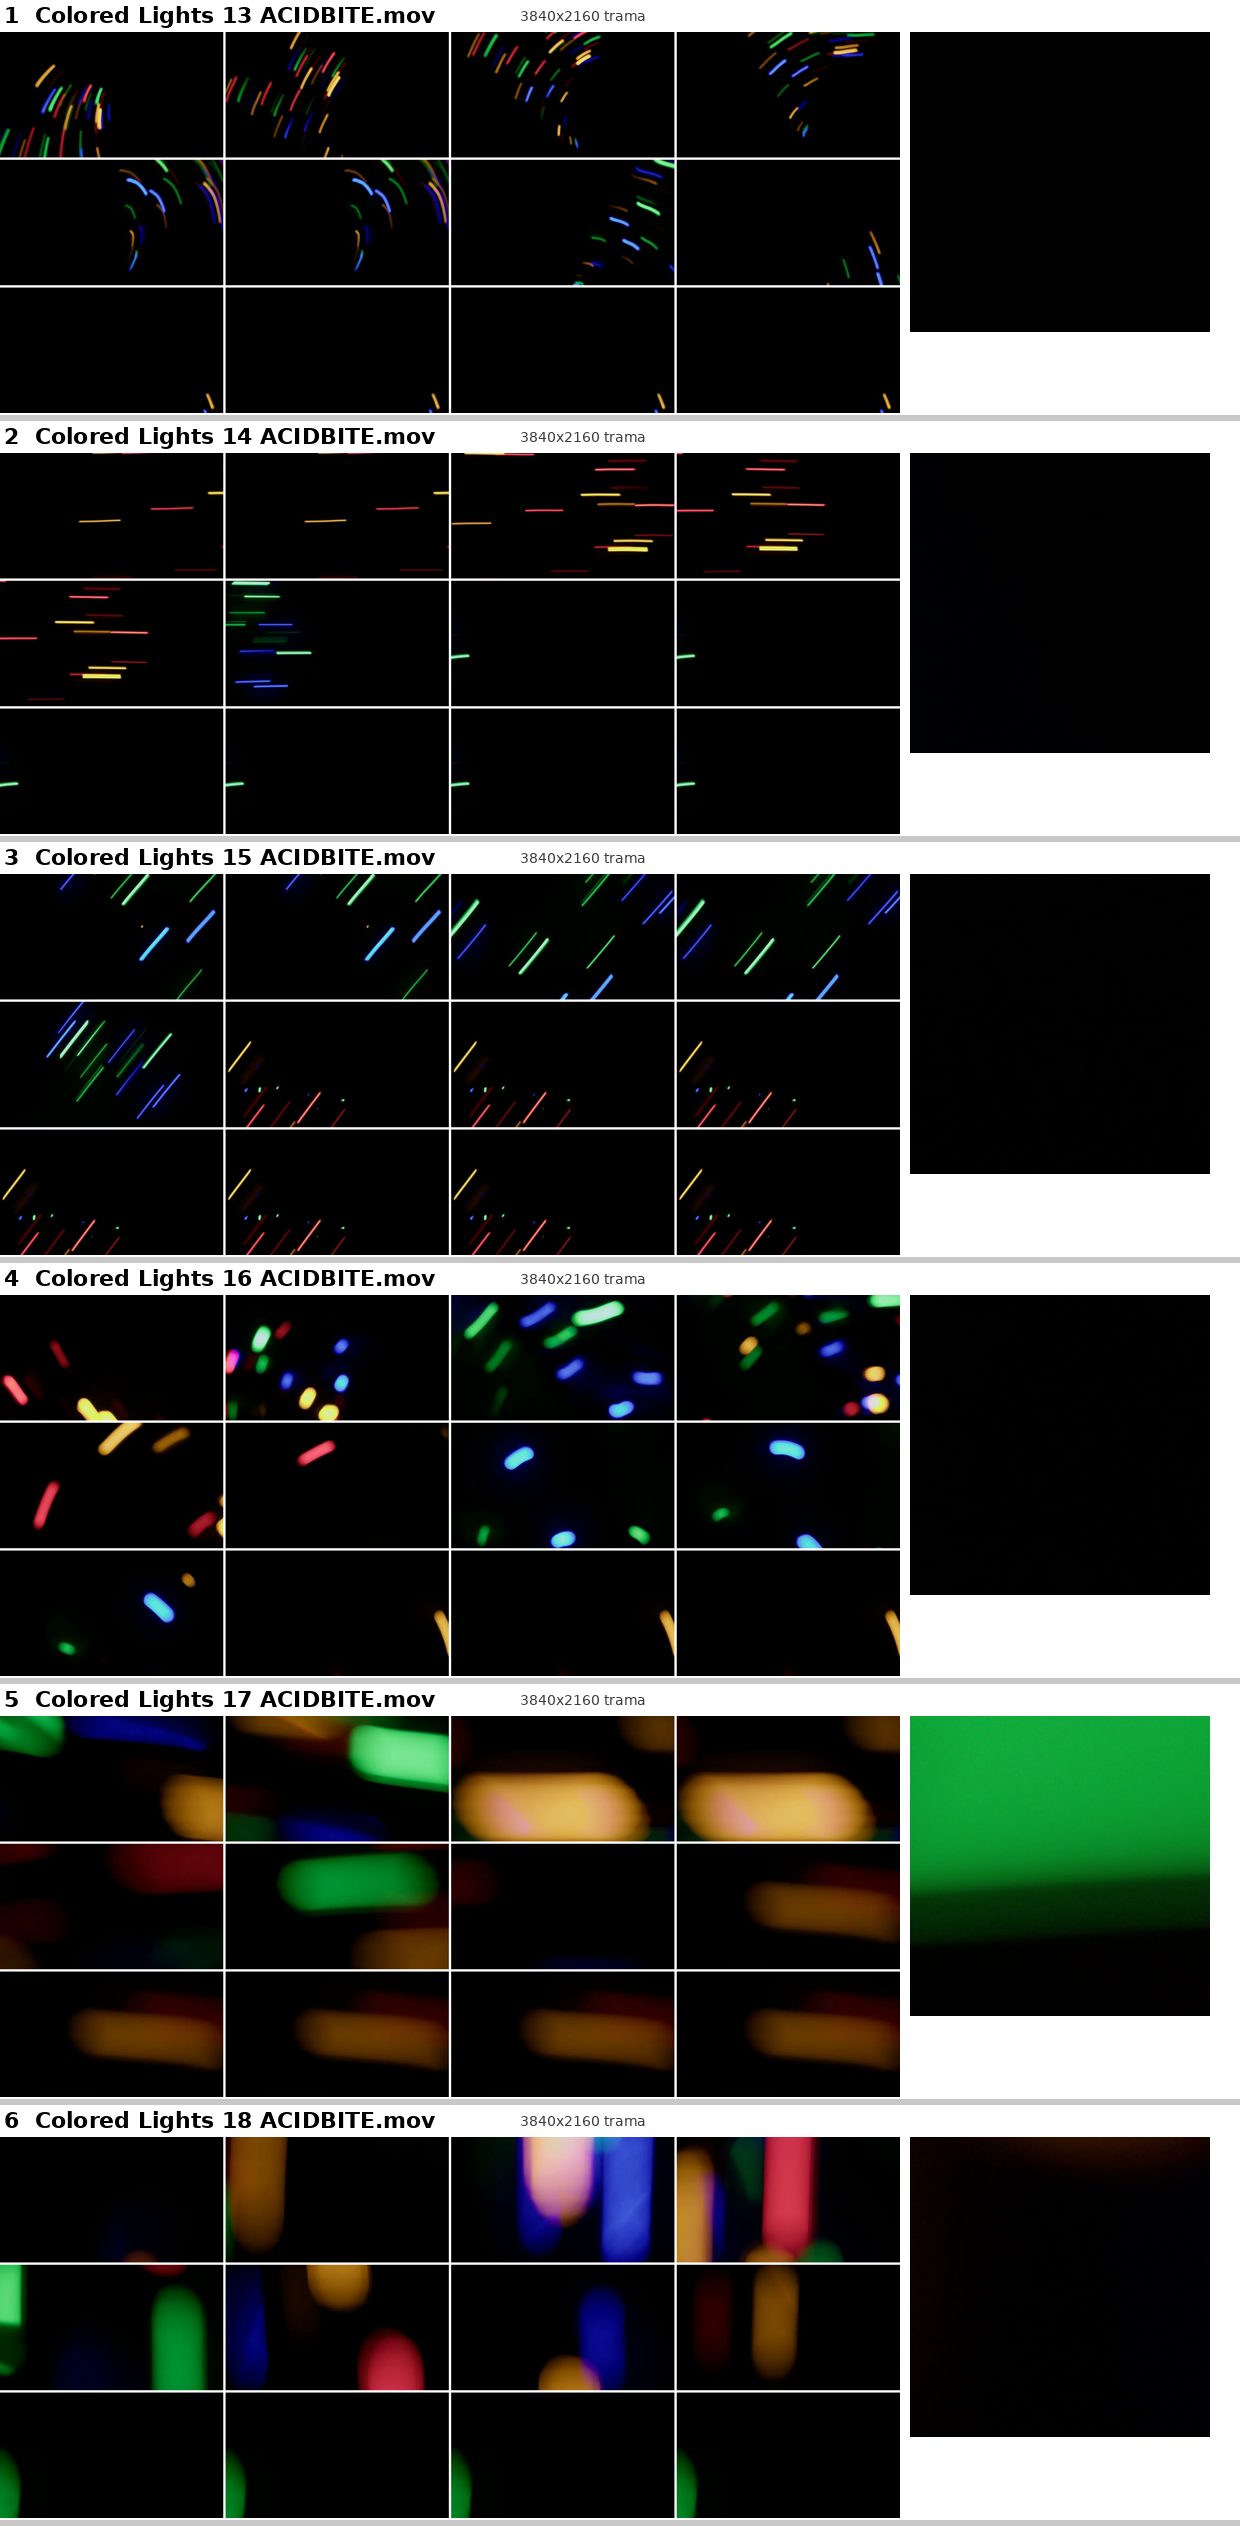 1 Colored Lights 13 ACIDBITE.mov 3840x2160 trama
2 Colored Lights 14 ACIDBITE.mov 3840x2160 trama
3 Colored Lights 15 ACIDBITE.mov 3840x2160 trama
4 Colored Lights 16 ACIDBITE.mov 3840x2160 trama
5 Colored Lights 17 ACIDBITE.mov 3840x2160 trama
6 Colored Lights 18 ACIDBITE.mov 3840x2160 trama